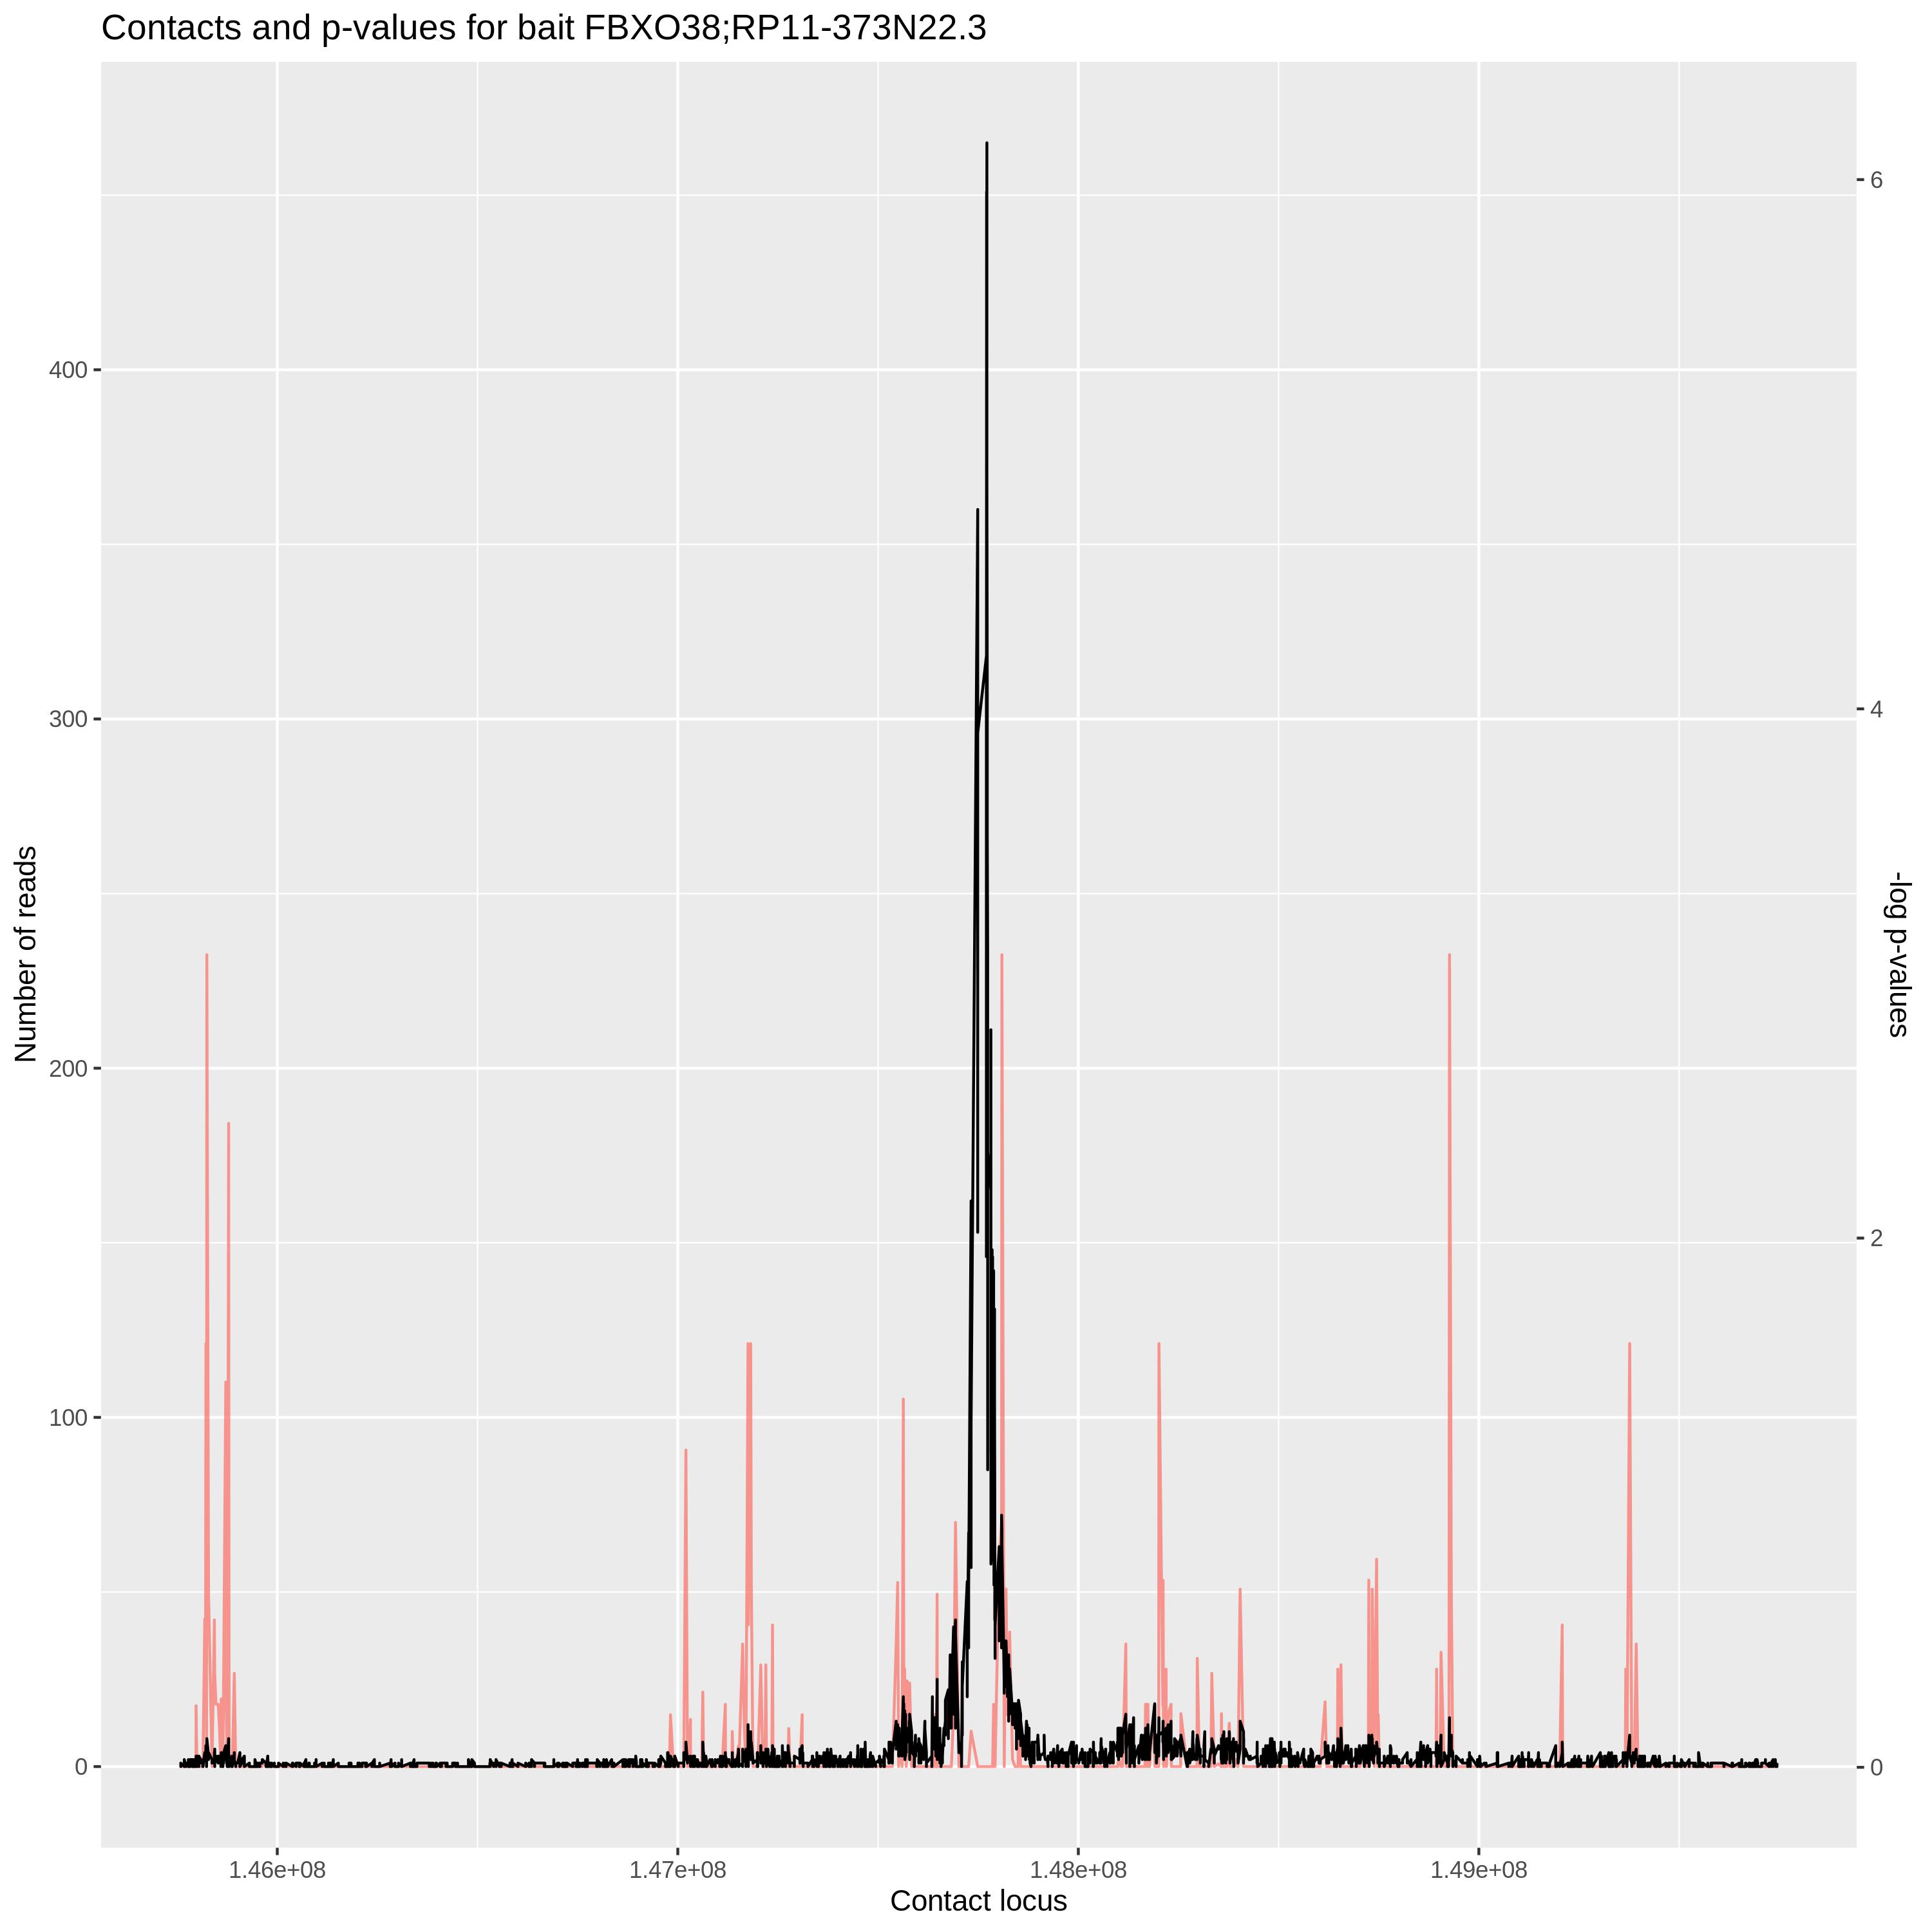 Contacts and p-values for bait FBXO38;RP11-373N22.3
Number of reads
400
300
200
100
0
6
4
2
0
-log p-values
1.46e+08 1.47e+08 1.48e+08 1.49e+08
Contact locus